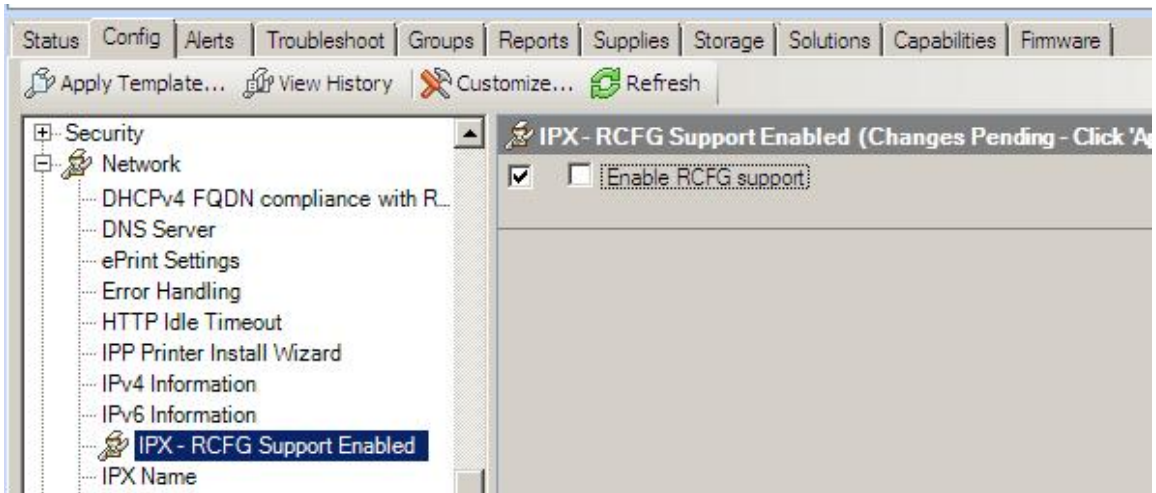 Status Config Alerts Troubleshoot Groups Reports Supplies Storage Solutions Capabilities Firmware
Apply Template... View History Customize... Refresh
Security
Network
DHCPv4 FQDN compliance with R...
DNS Server
ePrint Settings
Error Handling
HTTP Idle Timeout
IPP Printer Install Wizard
IPv4 Information
IPv6 Information
IPX - RCFG Support Enabled
IPX Name
IPX - RCFG Support Enabled (Changes Pending - Click 'Ap
Enable RCFG support